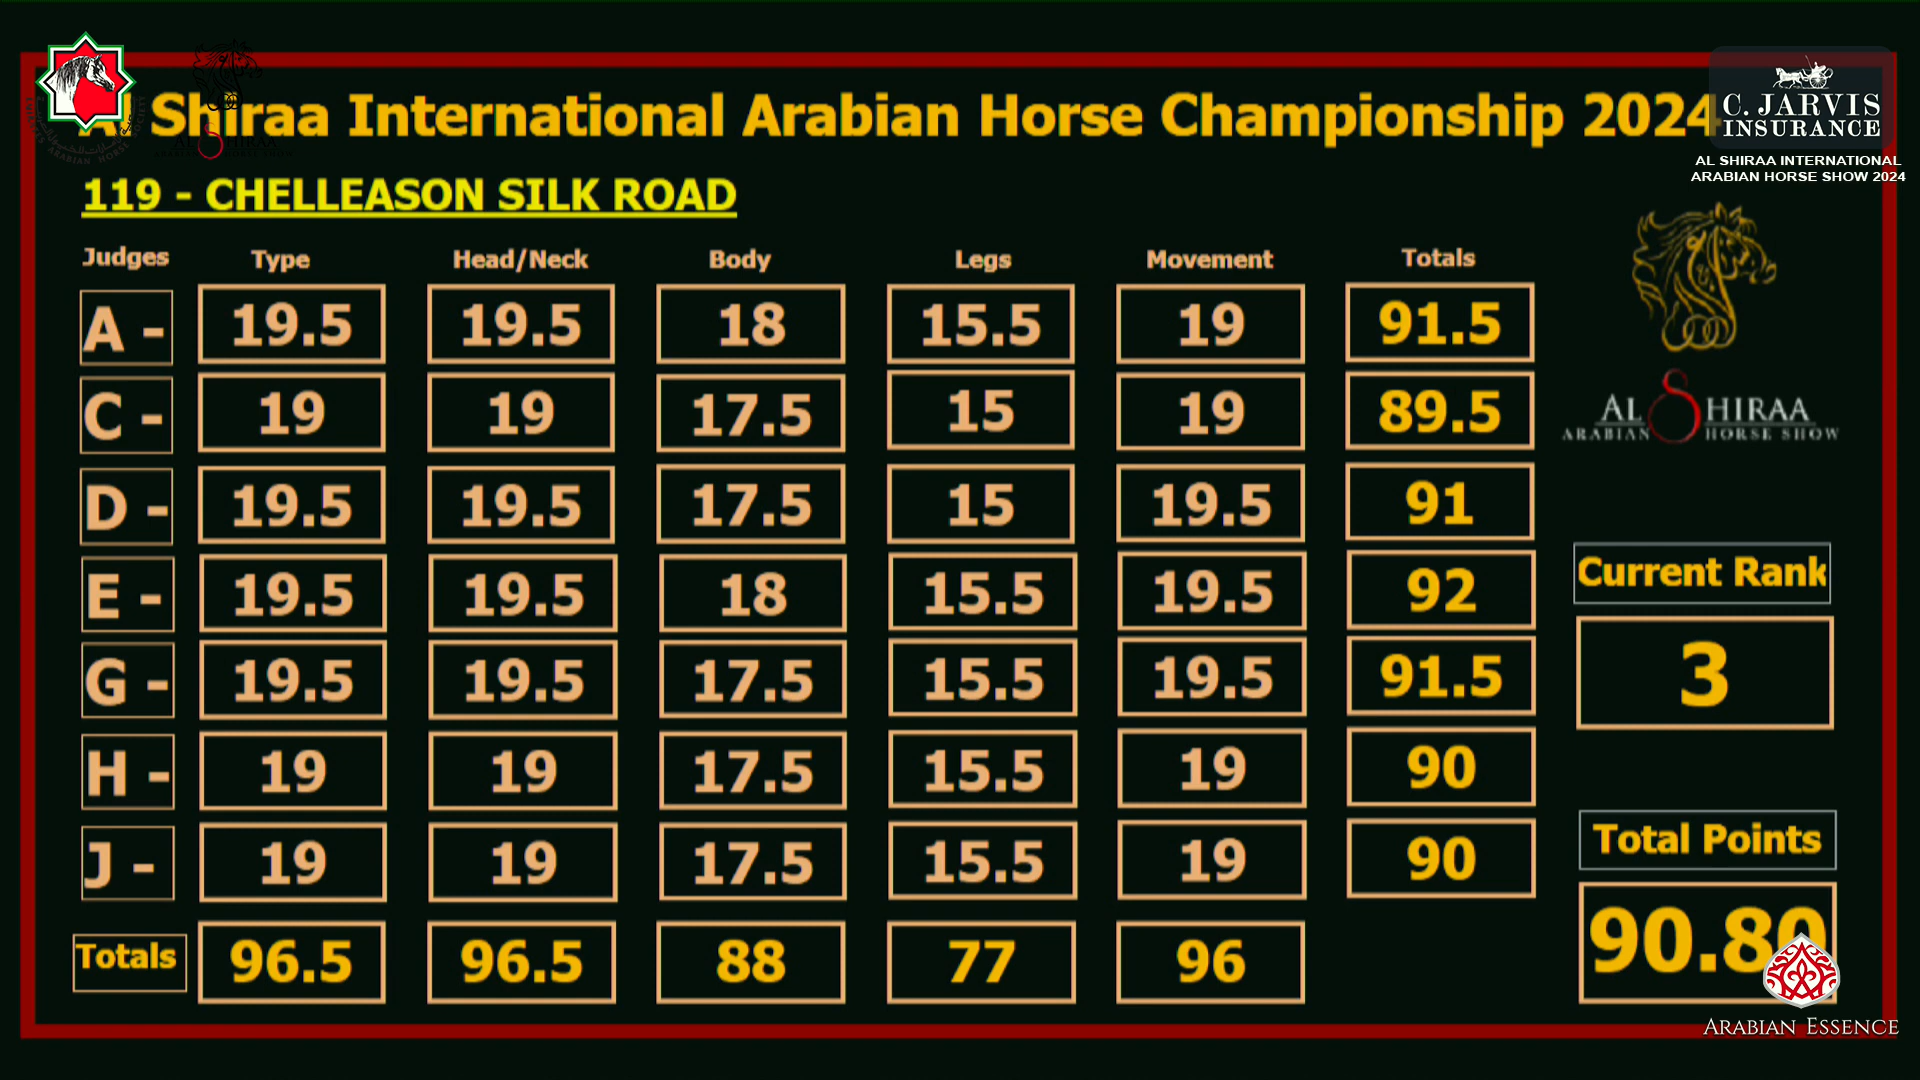 Al Shiraa International Arabian Horse Championship 2024
C. JARVIS
INSURANCE
AL SHIRAA INTERNATIONAL
ARABIAN HORSE SHOW 2024
119 - CHELLEASON SILK ROAD
Judges Type Head/Neck Body Legs Movement Totals
A - 19.5 19.5 18 15.5 19 91.5
C - 19 19 17.5 15 19 89.5
AL SHIRAA
ARABIAN HORSE SHOW
D - 19.5 19.5 17.5 15 19.5 91
E - 19.5 19.5 18 15.5 19.5 92
Current Rank
G - 19.5 19.5 17.5 15.5 19.5 91.5
3
H - 19 19 17.5 15.5 19 90
J - 19 19 17.5 15.5 19 90
Total Points
Totals 96.5 96.5 88 77 96
90.80
ARABIAN ESSENCE